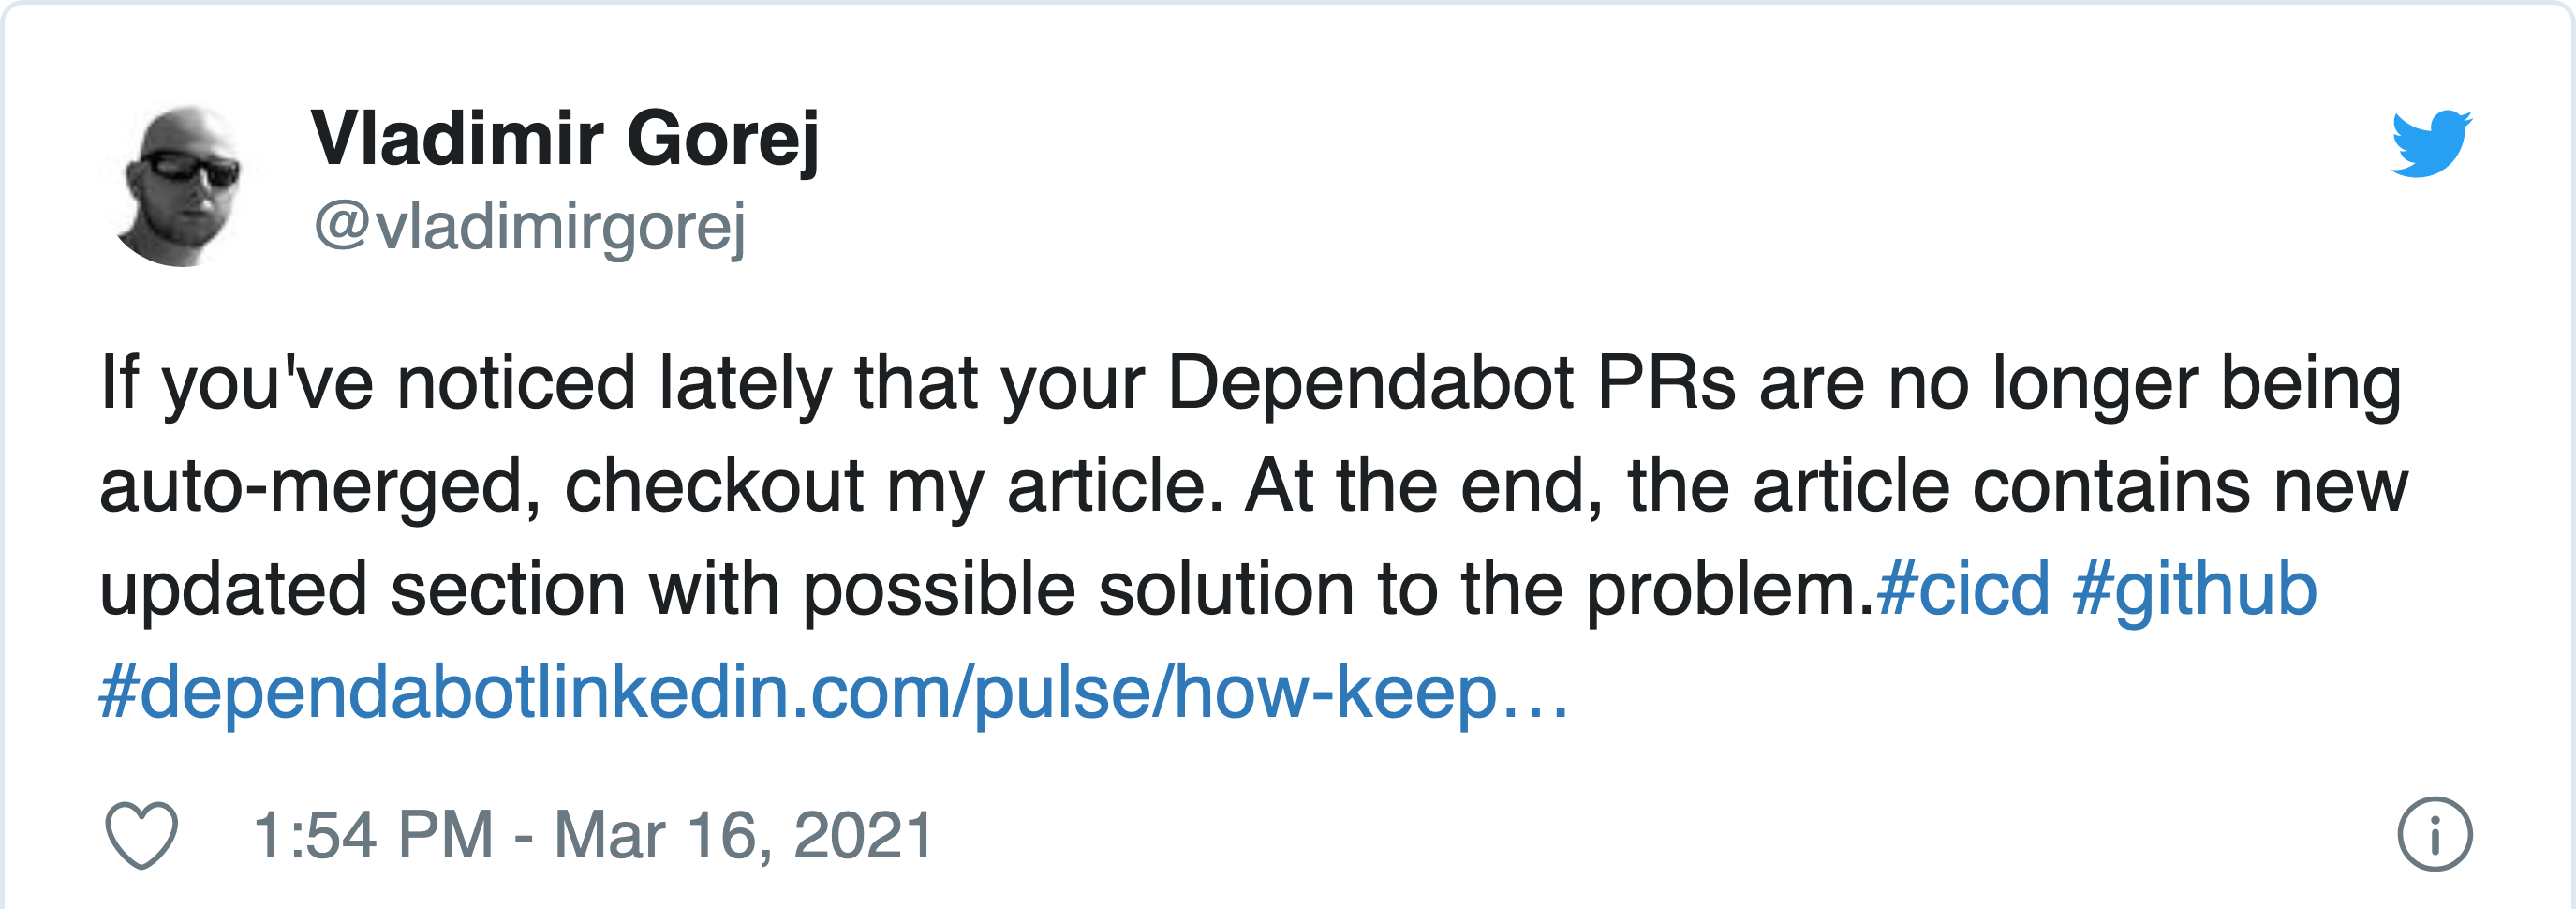 Vladimir Gorej
@vladimirgorej
If you've noticed lately that your Dependabot PRs are no longer being
auto-merged, checkout my article. At the end, the article contains new
updated section with possible solution to the problem.#cicd #github
#dependabotlinkedin.com/pulse/how-keep…
1:54 PM - Mar 16, 2021